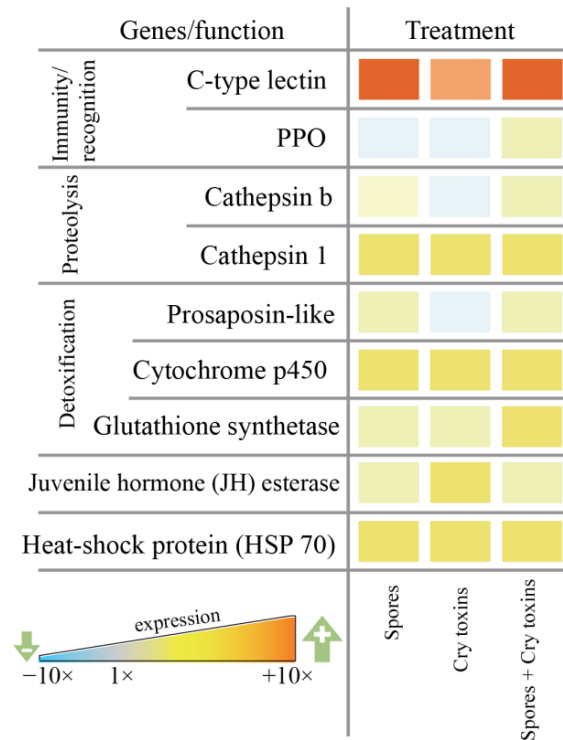 Genes/function Treatment
Immunity/
recognition
C-type lectin
PPO
Proteolysis
Cathepsin b
Cathepsin 1
Detoxification
Prosaposin-like
Cytochrome p450
Glutathione synthetase
Juvenile hormone (JH) esterase
Heat-shock protein (HSP 70)
expression
−10× 1× +10×
Spores
Cry toxins
Spores + Cry toxins